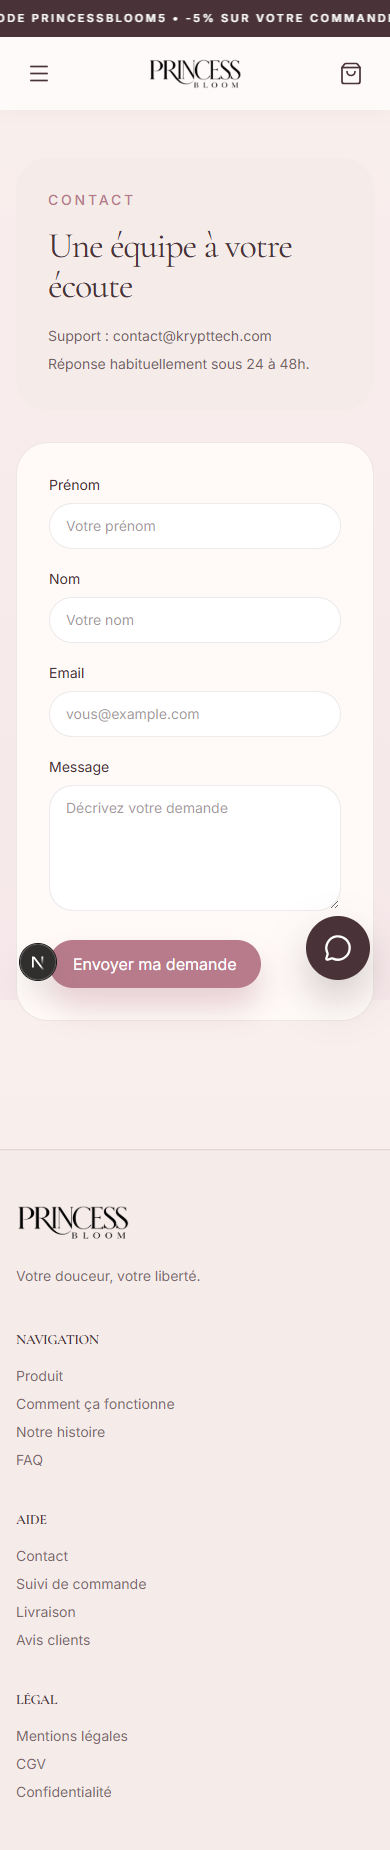 ODE PRINCESSBLOOM5 • -5% SUR VOTRE COMMAND
PRINCESS
BLOOM
CONTACT
Une équipe à votre
écoute
Support : contact@krypttech.com
Réponse habituellement sous 24 à 48h.
Prénom
Votre prénom
Nom
Votre nom
Email
vous@example.com
Message
Décrivez votre demande
N
Envoyer ma demande
PRINCESS
BLOOM
Votre douceur, votre liberté.
NAVIGATION
Produit
Comment ça fonctionne
Notre histoire
FAQ
AIDE
Contact
Suivi de commande
Livraison
Avis clients
LÉGAL
Mentions légales
CGV
Confidentialité